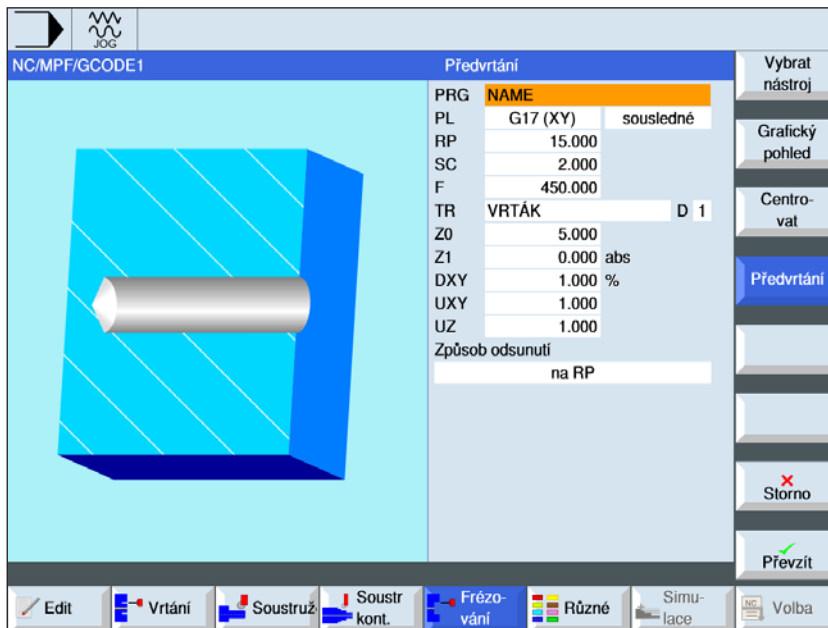 JOG
NC/MPF/GCODE1
Předvrtání
PRG NAME
PL G17 (XY) sousledné
RP 15.000
SC 2.000
F 450.000
TR VRTÁK D 1
Z0 5.000
Z1 0.000 abs
DXY 1.000 %
UXY 1.000
UZ 1.000
Způsob odsunutí
na RP
Vybrat
nástroj
Grafický
pohled
Centro-
vat
Předvrtání
Storno
Převzít
Edit
Vrtání
Soustruž
Soustr
kont.
Frézo-
vání
Různé
Simu-
lace
NC
Volba